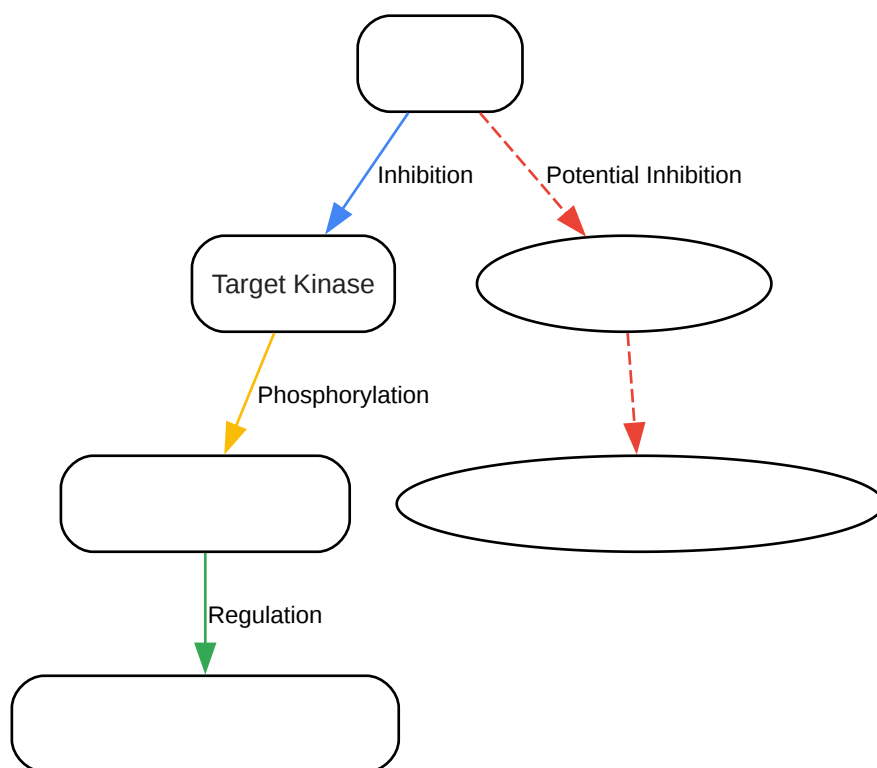 Inhibition
Potential Inhibition
Target Kinase
Phosphorylation
Regulation